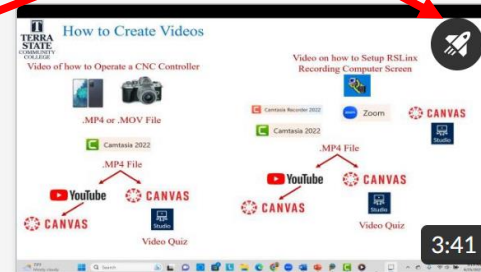 TERRA
STATE
COMMUNITY
COLLEGE
How to Create Videos
Video of how to Operate a CNC Controller
.MP4 or .MOV File
Camtasia 2022
.MP4 File
YouTube
CANVAS
CANVAS
Studio
Video Quiz
Video on how to Setup RSLinx
Recording Computer Screen
Camtasia Recorder 2022
Zoom
CANVAS
Studio
Camtasia 2022
.MP4 File
YouTube
CANVAS
CANVAS
Studio
Video Quiz
Search
3:41